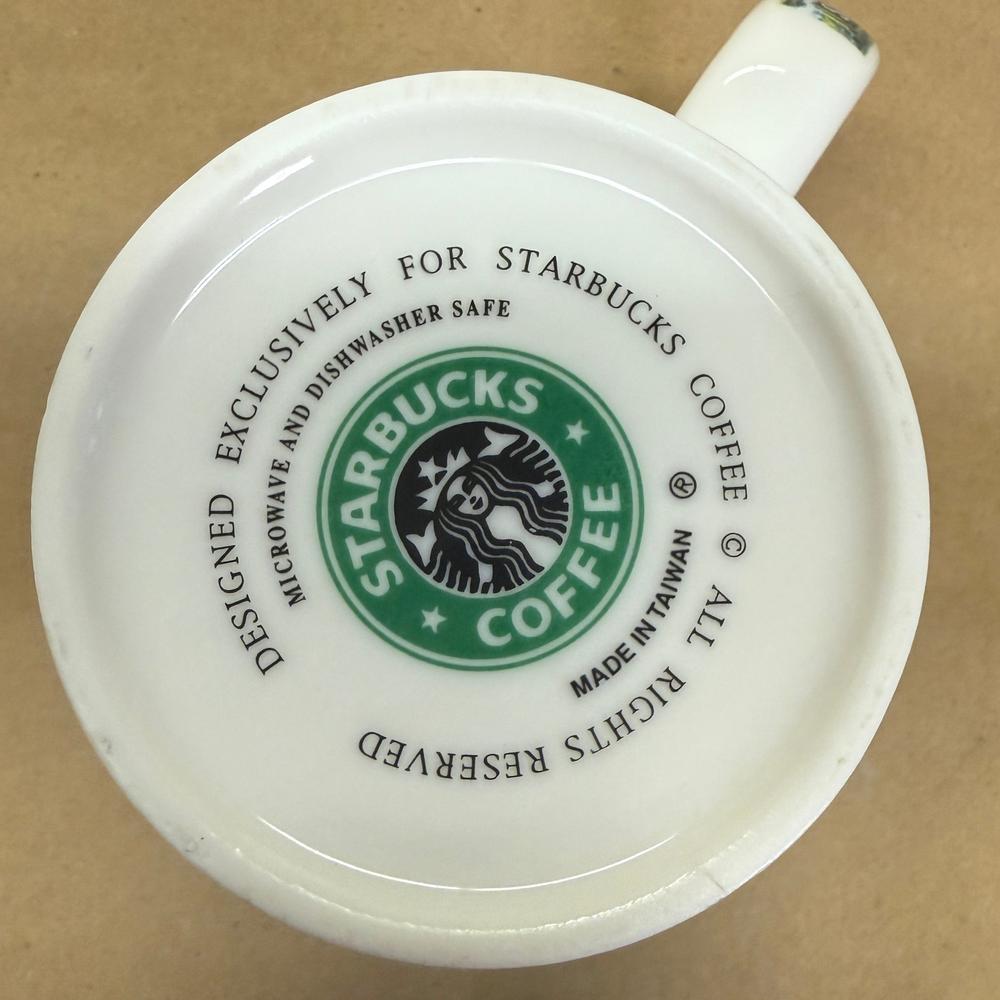 DESIGNED EXCLUSIVELY FOR STARBUCKS COFFEE © ALL RIGHTS RESERVED
MICROWAVE AND DISHWASHER SAFE
STARBUCKS
COFFEE
®
MADE IN TAIWAN